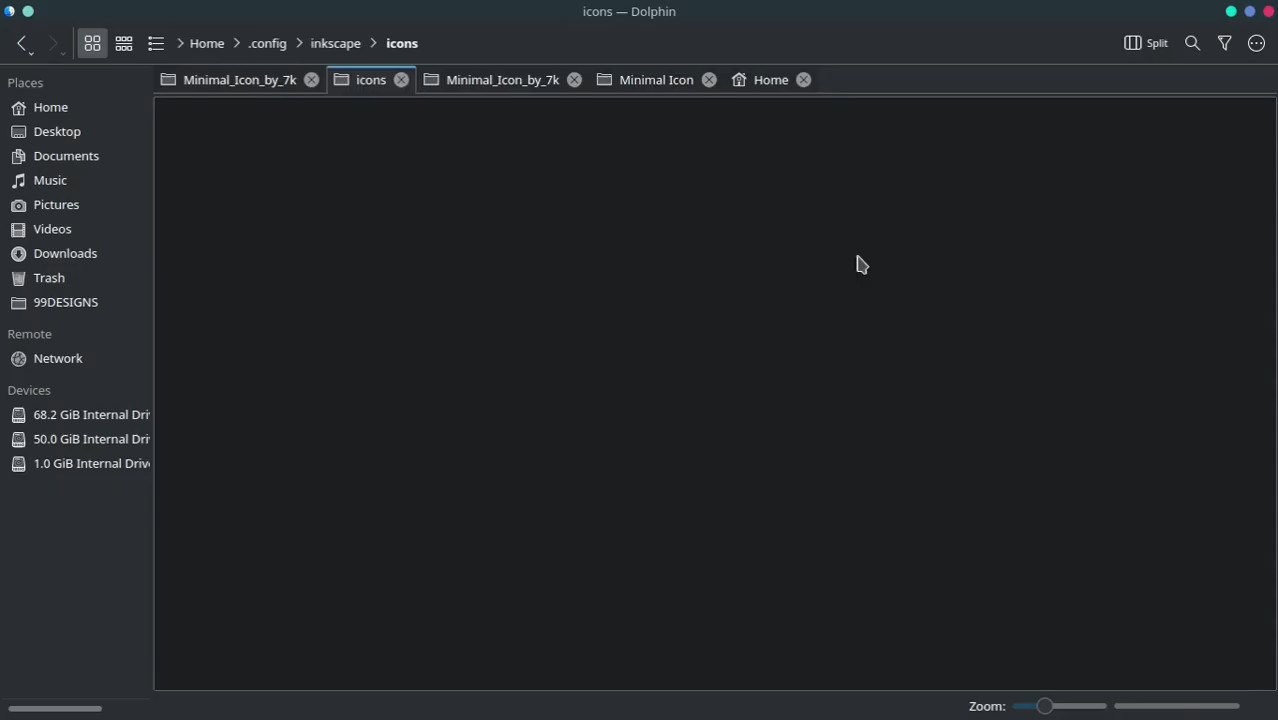 icons — Dolphin
Home .config inkscape icons
Split
Places
Home
Desktop
Documents
Music
Pictures
Videos
Downloads
Trash
99DESIGNS
Remote
Network
Devices
68.2 GiB Internal Dri
50.0 GiB Internal Dri
1.0 GiB Internal Driv
Minimal_Icon_by_7k icons Minimal_Icon_by_7k Minimal Icon Home
Zoom: